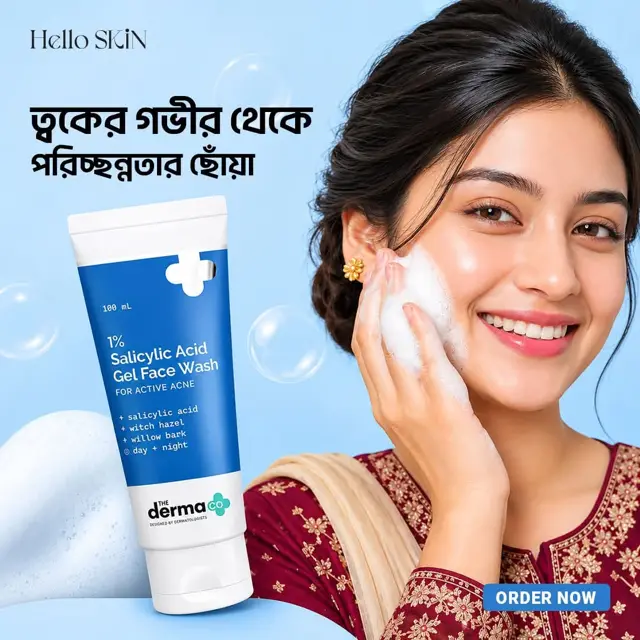 Hello SKiN
ত্বকের গভীর থেকে
পরিচ্ছন্নতার ছোঁয়া
100 mL
1%
Salicylic Acid
Gel Face Wash
FOR ACTIVE ACNE
+ salicylic acid
+ witch hazel
+ willow bark
◎ day + night
THE
derma co
DESIGNED BY DERMATOLOGISTS
ORDER NOW